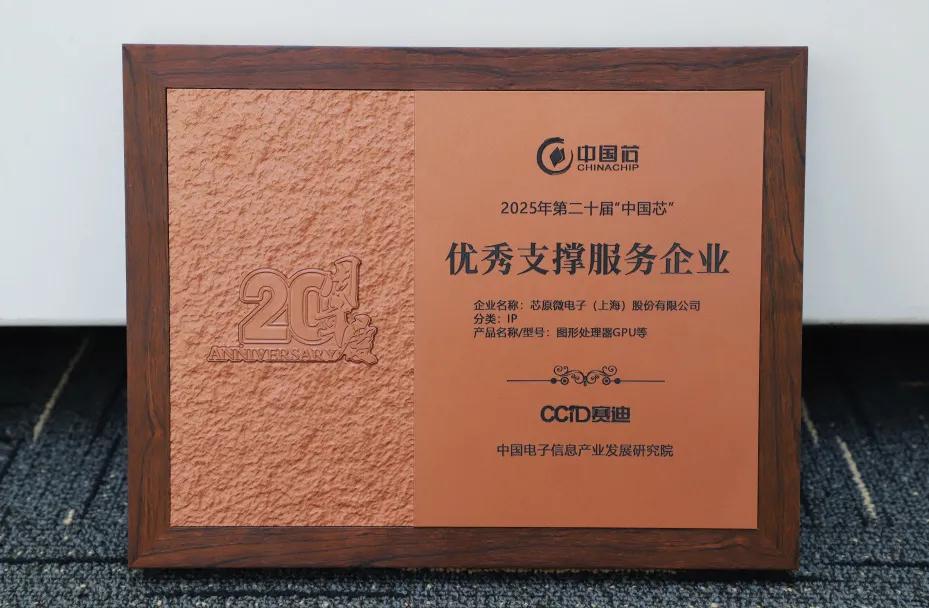 20周年
ANNIVERSARY
中国芯
CHINACHIP
2025年第二十届“中国芯”
优秀支撑服务企业
企业名称：芯原微电子（上海）股份有限公司
分类：IP
产品名称/型号：图形处理器GPU等
CCID赛迪
中国电子信息产业发展研究院